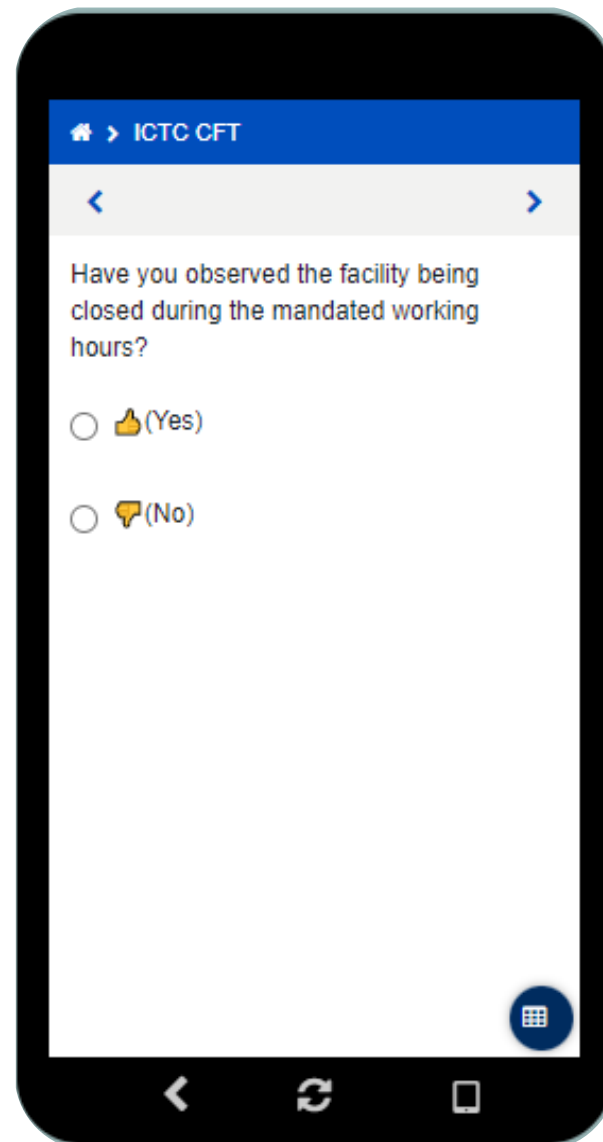 ICTC CFT
Have you observed the facility being
closed during the mandated working
hours?
👍(Yes)
👎(No)